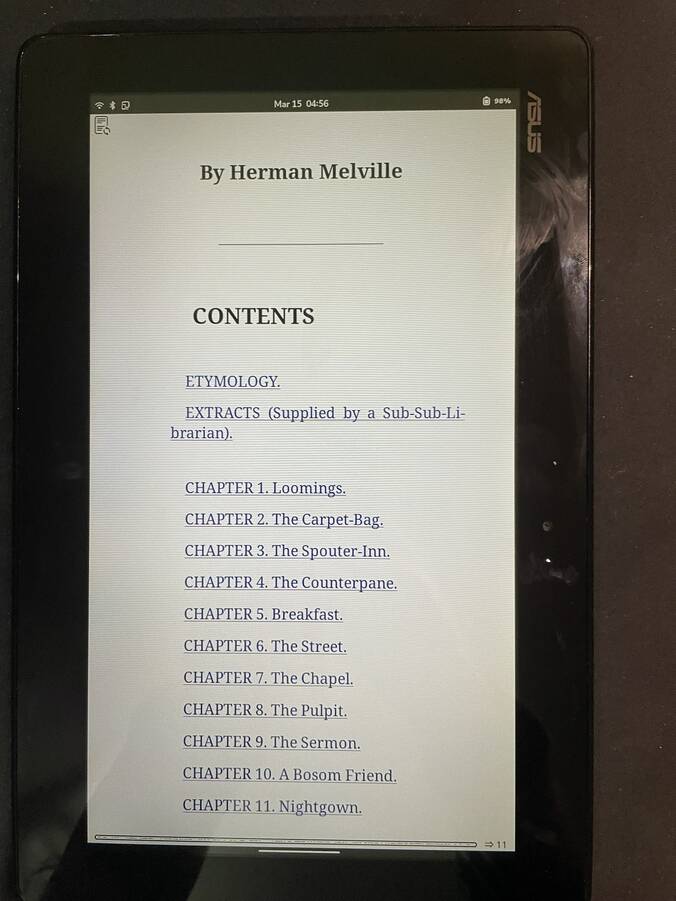 Mar 15 04:56
98%
ASUS
By Herman Melville
CONTENTS
ETYMOLOGY.
EXTRACTS (Supplied by a Sub-Sub-Li-
brarian).
CHAPTER 1. Loomings.
CHAPTER 2. The Carpet-Bag.
CHAPTER 3. The Spouter-Inn.
CHAPTER 4. The Counterpane.
CHAPTER 5. Breakfast.
CHAPTER 6. The Street.
CHAPTER 7. The Chapel.
CHAPTER 8. The Pulpit.
CHAPTER 9. The Sermon.
CHAPTER 10. A Bosom Friend.
CHAPTER 11. Nightgown.
⇒ 11